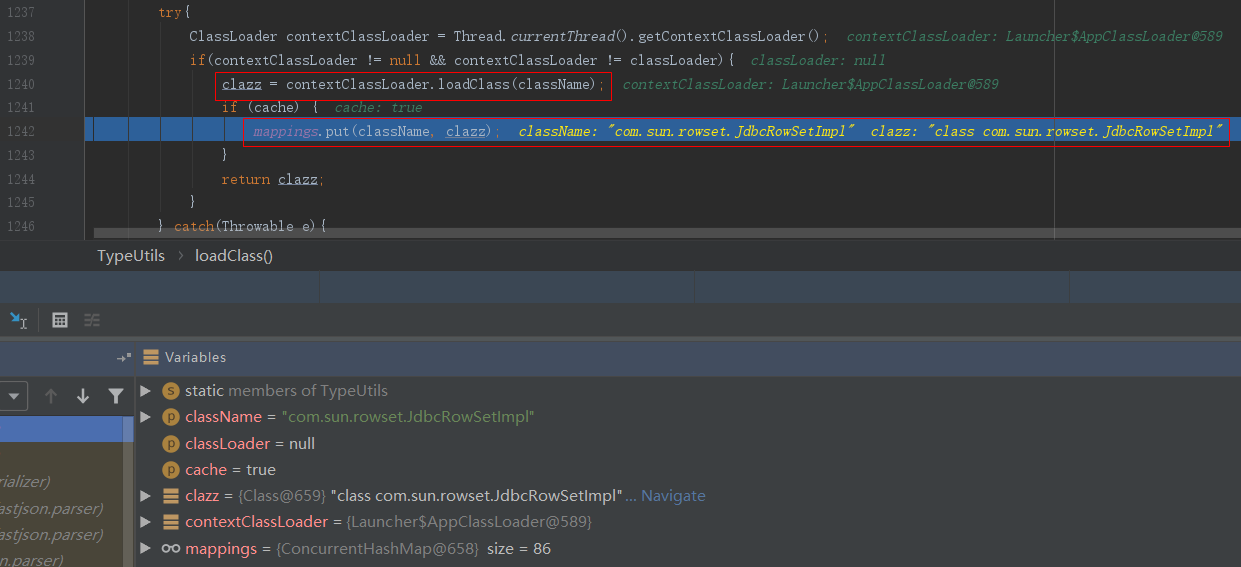 1237 try{
1238 ClassLoader contextClassLoader = Thread.currentThread().getContextClassLoader(); contextClassLoader: Launcher$AppClassLoader@589
1239 if(contextClassLoader != null && contextClassLoader != classLoader){ classLoader: null
1240 clazz = contextClassLoader.loadClass(className); contextClassLoader: Launcher$AppClassLoader@589
1241 if (cache) { cache: true
1242 mappings.put(className, clazz); className: "com.sun.rowset.JdbcRowSetImpl" clazz: "class com.sun.rowset.JdbcRowSetImpl"
1243 }
1244 return clazz;
1245 }
1246 } catch(Throwable e){
TypeUtils > loadClass()
Variables
s static members of TypeUtils
p className = "com.sun.rowset.JdbcRowSetImpl"
p classLoader = null
p cache = true
rializer) clazz = {Class@659} "class com.sun.rowset.JdbcRowSetImpl"... Navigate
astjson.parser) contextClassLoader = {Launcher$AppClassLoader@589}
astjson.parser)
n.parser) mappings = {ConcurrentHashMap@658} size = 86